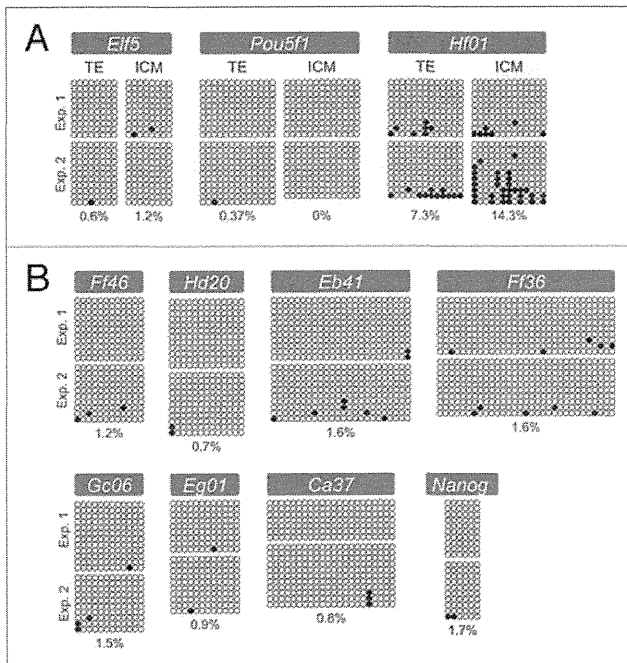 A
Elf5 Pou5f1 Hf01
TE ICM TE ICM TE ICM
Exp. 1
Exp. 2
0.6% 1.2% 0.37% 0% 7.3% 14.3%
B
Ff46 Hd20 Eb41 Ff36
Exp. 1
Exp. 2
1.2% 0.7% 1.6% 1.6%
Gc06 Eg01 Ca37 Nanog
Exp. 1
Exp. 2
1.5% 0.9% 0.6% 1.7%